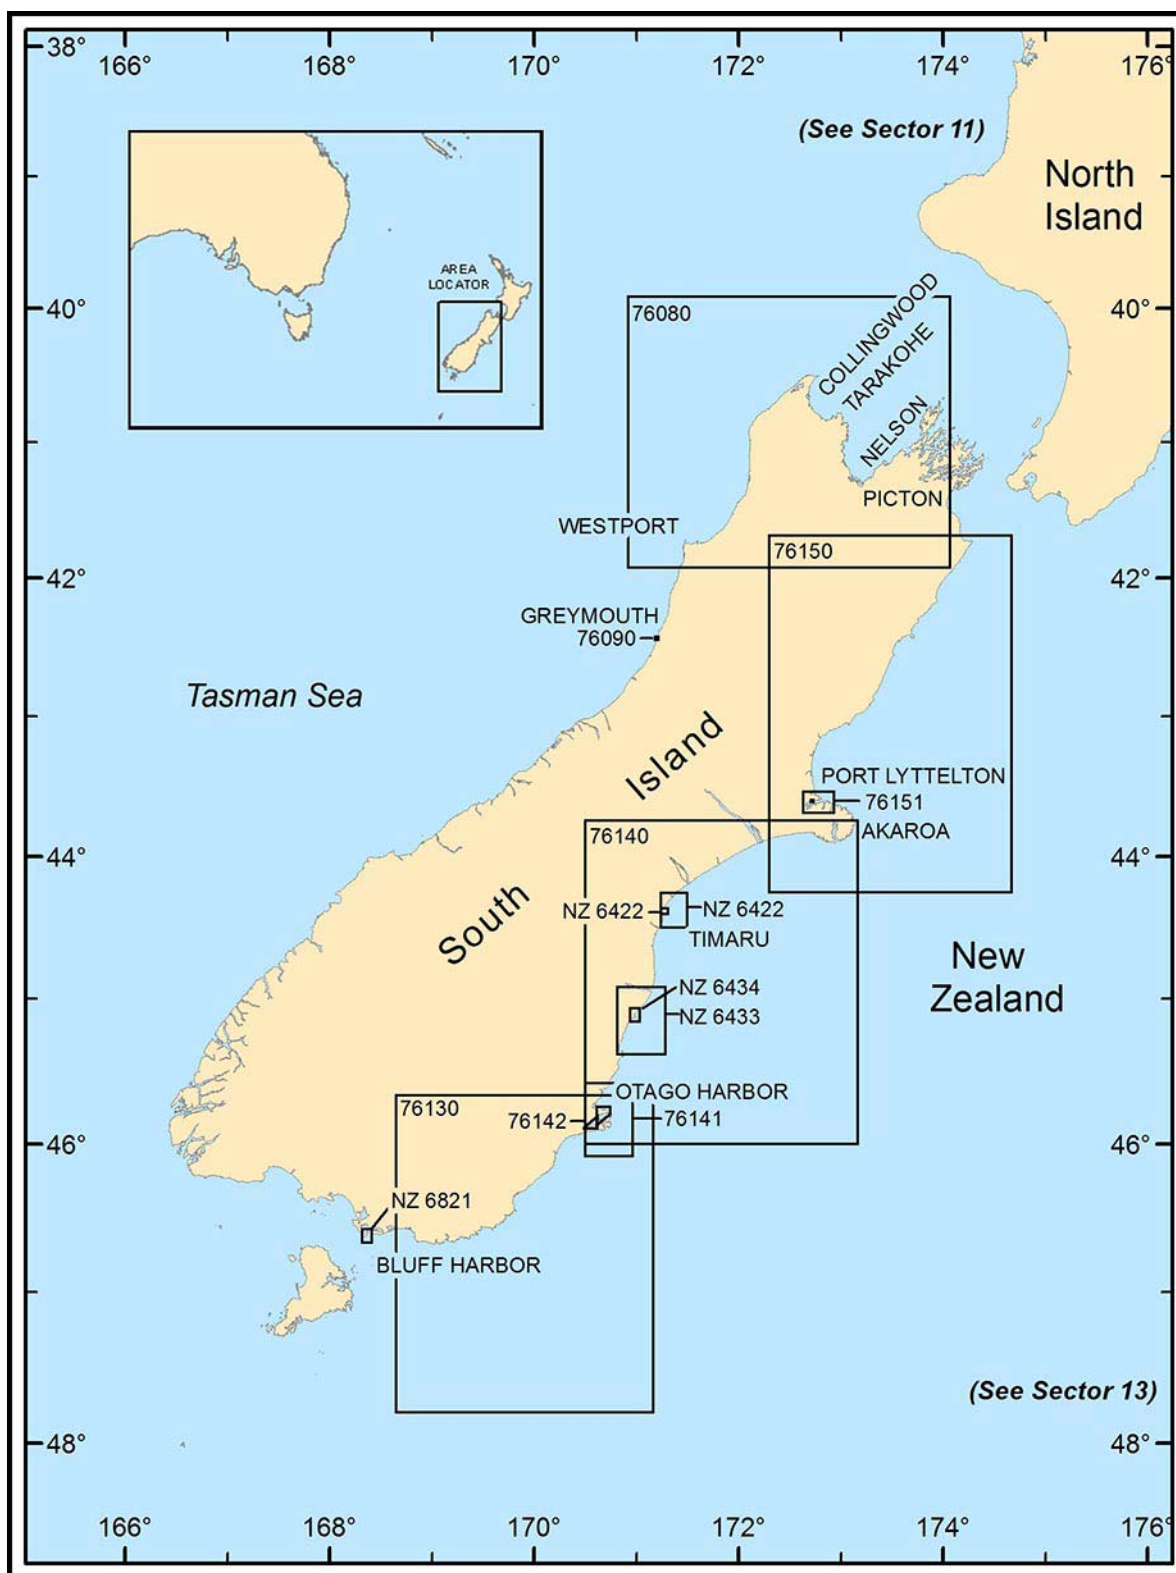 38°
166°
168°
170°
172°
174°
176°
(See Sector 11)
North
Island
AREA
LOCATOR
40°
76080
COLLINGWOOD
TARAKOHE
40°
NELSON
PICTON
WESTPORT
76150
42°
42°
GREYMOUTH
76090
Tasman Sea
Island
PORT LYTTELTON
76151
AKAROA
76140
44°
44°
South
NZ 6422
NZ 6422
TIMARU
New
Zealand
NZ 6434
NZ 6433
OTAGO HARBOR
76130
76142
76141
46°
46°
NZ 6821
BLUFF HARBOR
(See Sector 13)
48°
48°
166°
168°
170°
172°
174°
176°